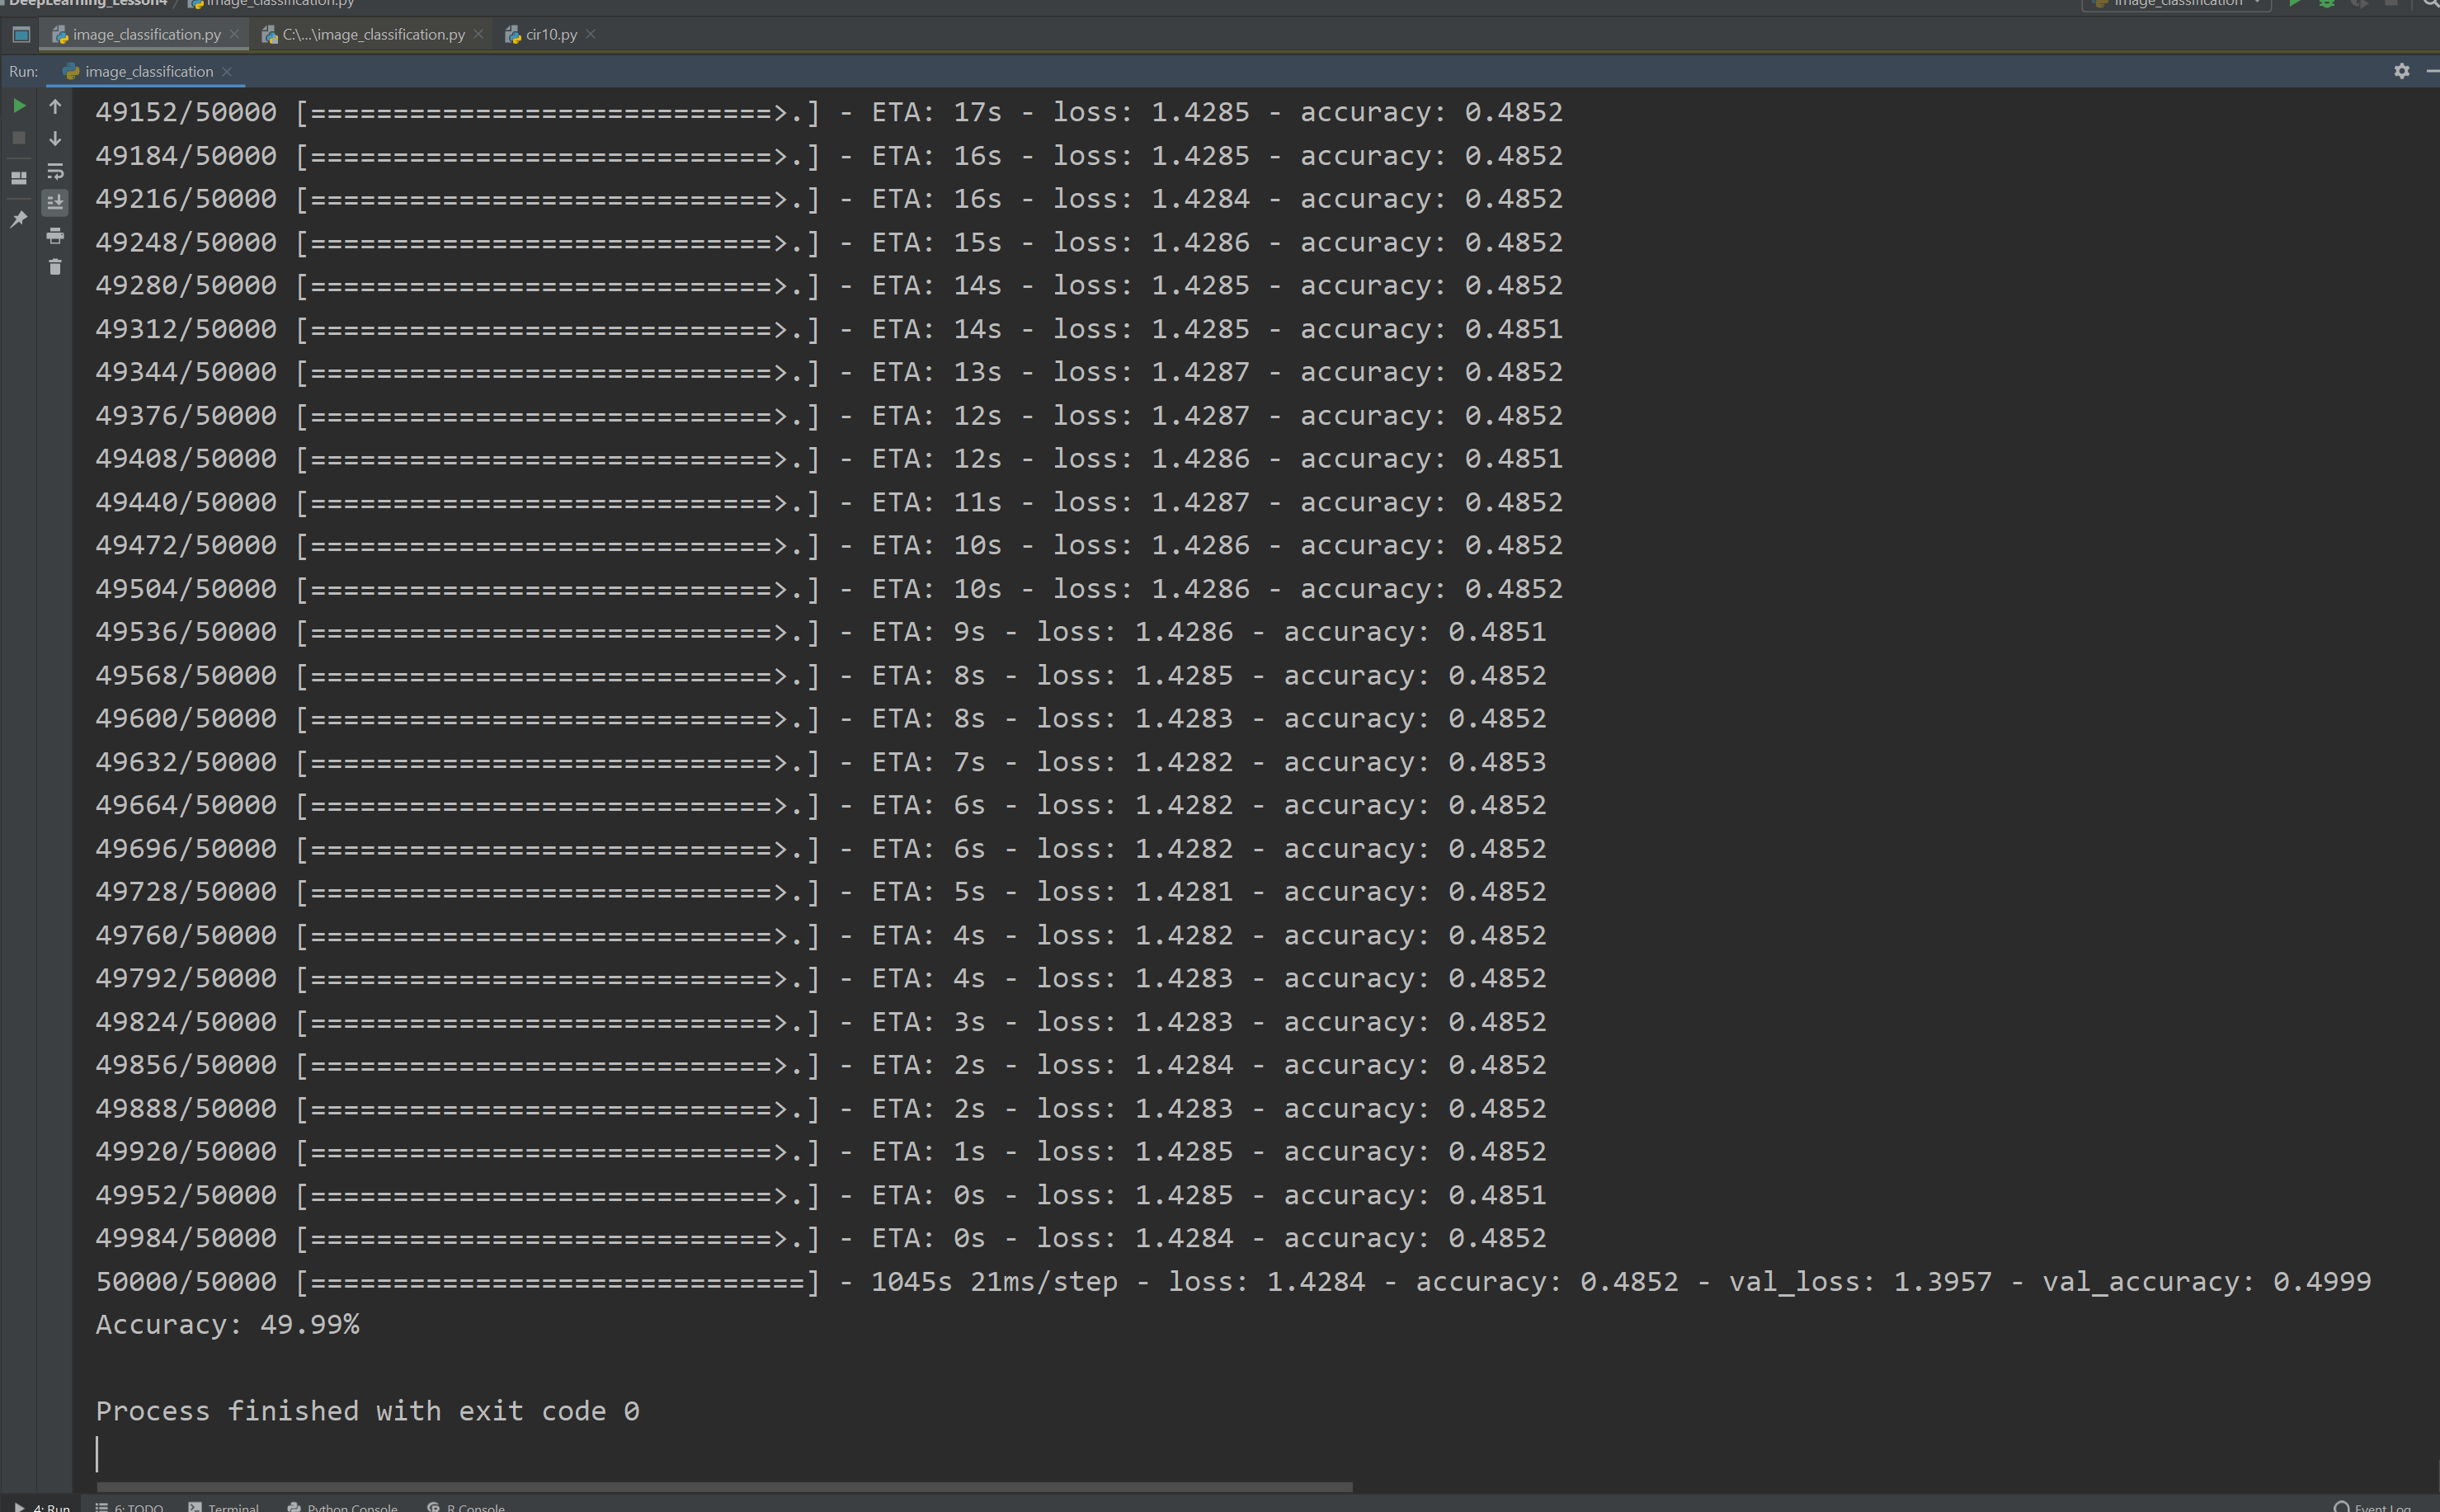 DeepLearning_Lesson4 / image_classification.py image_classification
image_classification.py C:\...\image_classification.py cir10.py
Run: image_classification
49152/50000 [============================>.] - ETA: 17s - loss: 1.4285 - accuracy: 0.4852
49184/50000 [============================>.] - ETA: 16s - loss: 1.4285 - accuracy: 0.4852
49216/50000 [============================>.] - ETA: 16s - loss: 1.4284 - accuracy: 0.4852
49248/50000 [============================>.] - ETA: 15s - loss: 1.4286 - accuracy: 0.4852
49280/50000 [============================>.] - ETA: 14s - loss: 1.4285 - accuracy: 0.4852
49312/50000 [============================>.] - ETA: 14s - loss: 1.4285 - accuracy: 0.4851
49344/50000 [============================>.] - ETA: 13s - loss: 1.4287 - accuracy: 0.4852
49376/50000 [============================>.] - ETA: 12s - loss: 1.4287 - accuracy: 0.4852
49408/50000 [============================>.] - ETA: 12s - loss: 1.4286 - accuracy: 0.4851
49440/50000 [============================>.] - ETA: 11s - loss: 1.4287 - accuracy: 0.4852
49472/50000 [============================>.] - ETA: 10s - loss: 1.4286 - accuracy: 0.4852
49504/50000 [============================>.] - ETA: 10s - loss: 1.4286 - accuracy: 0.4852
49536/50000 [============================>.] - ETA: 9s - loss: 1.4286 - accuracy: 0.4851
49568/50000 [============================>.] - ETA: 8s - loss: 1.4285 - accuracy: 0.4852
49600/50000 [============================>.] - ETA: 8s - loss: 1.4283 - accuracy: 0.4852
49632/50000 [============================>.] - ETA: 7s - loss: 1.4282 - accuracy: 0.4853
49664/50000 [============================>.] - ETA: 6s - loss: 1.4282 - accuracy: 0.4852
49696/50000 [============================>.] - ETA: 6s - loss: 1.4282 - accuracy: 0.4852
49728/50000 [============================>.] - ETA: 5s - loss: 1.4281 - accuracy: 0.4852
49760/50000 [============================>.] - ETA: 4s - loss: 1.4282 - accuracy: 0.4852
49792/50000 [============================>.] - ETA: 4s - loss: 1.4283 - accuracy: 0.4852
49824/50000 [============================>.] - ETA: 3s - loss: 1.4283 - accuracy: 0.4852
49856/50000 [============================>.] - ETA: 2s - loss: 1.4284 - accuracy: 0.4852
49888/50000 [============================>.] - ETA: 2s - loss: 1.4283 - accuracy: 0.4852
49920/50000 [============================>.] - ETA: 1s - loss: 1.4285 - accuracy: 0.4852
49952/50000 [============================>.] - ETA: 0s - loss: 1.4285 - accuracy: 0.4851
49984/50000 [============================>.] - ETA: 0s - loss: 1.4284 - accuracy: 0.4852
50000/50000 [==============================] - 1045s 21ms/step - loss: 1.4284 - accuracy: 0.4852 - val_loss: 1.3957 - val_accuracy: 0.4999
Accuracy: 49.99%
Process finished with exit code 0
4: Run 6: TODO Terminal Python Console R Console Event Log